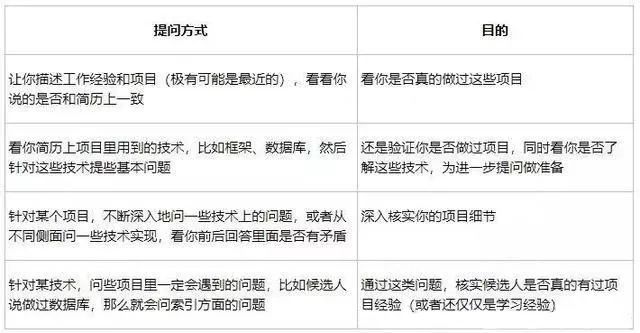 提问方式
目的
让你描述工作经验和项目（极有可能是最近的），看看你
说的是否和简历上一致
看你是否真的做过这些项目
看你简历上项目里用到的技术，比如框架、数据库，然后
针对这些技术提些基本问题
还是验证你是否做过项目，同时看你是否了
解这些技术，为进一步提问做准备
针对某个项目，不断深入地问一些技术上的问题，或者从
不同侧面问一些技术实现，看你前后回答里面是否有矛盾
深入核实你的项目细节
针对某技术，问些项目里一定会遇到的问题，比如候选人
说做过数据库，那么就会问索引方面的问题
通过这类问题，核实候选人是否真的有过项
目经验（或者还仅仅是学习经验）